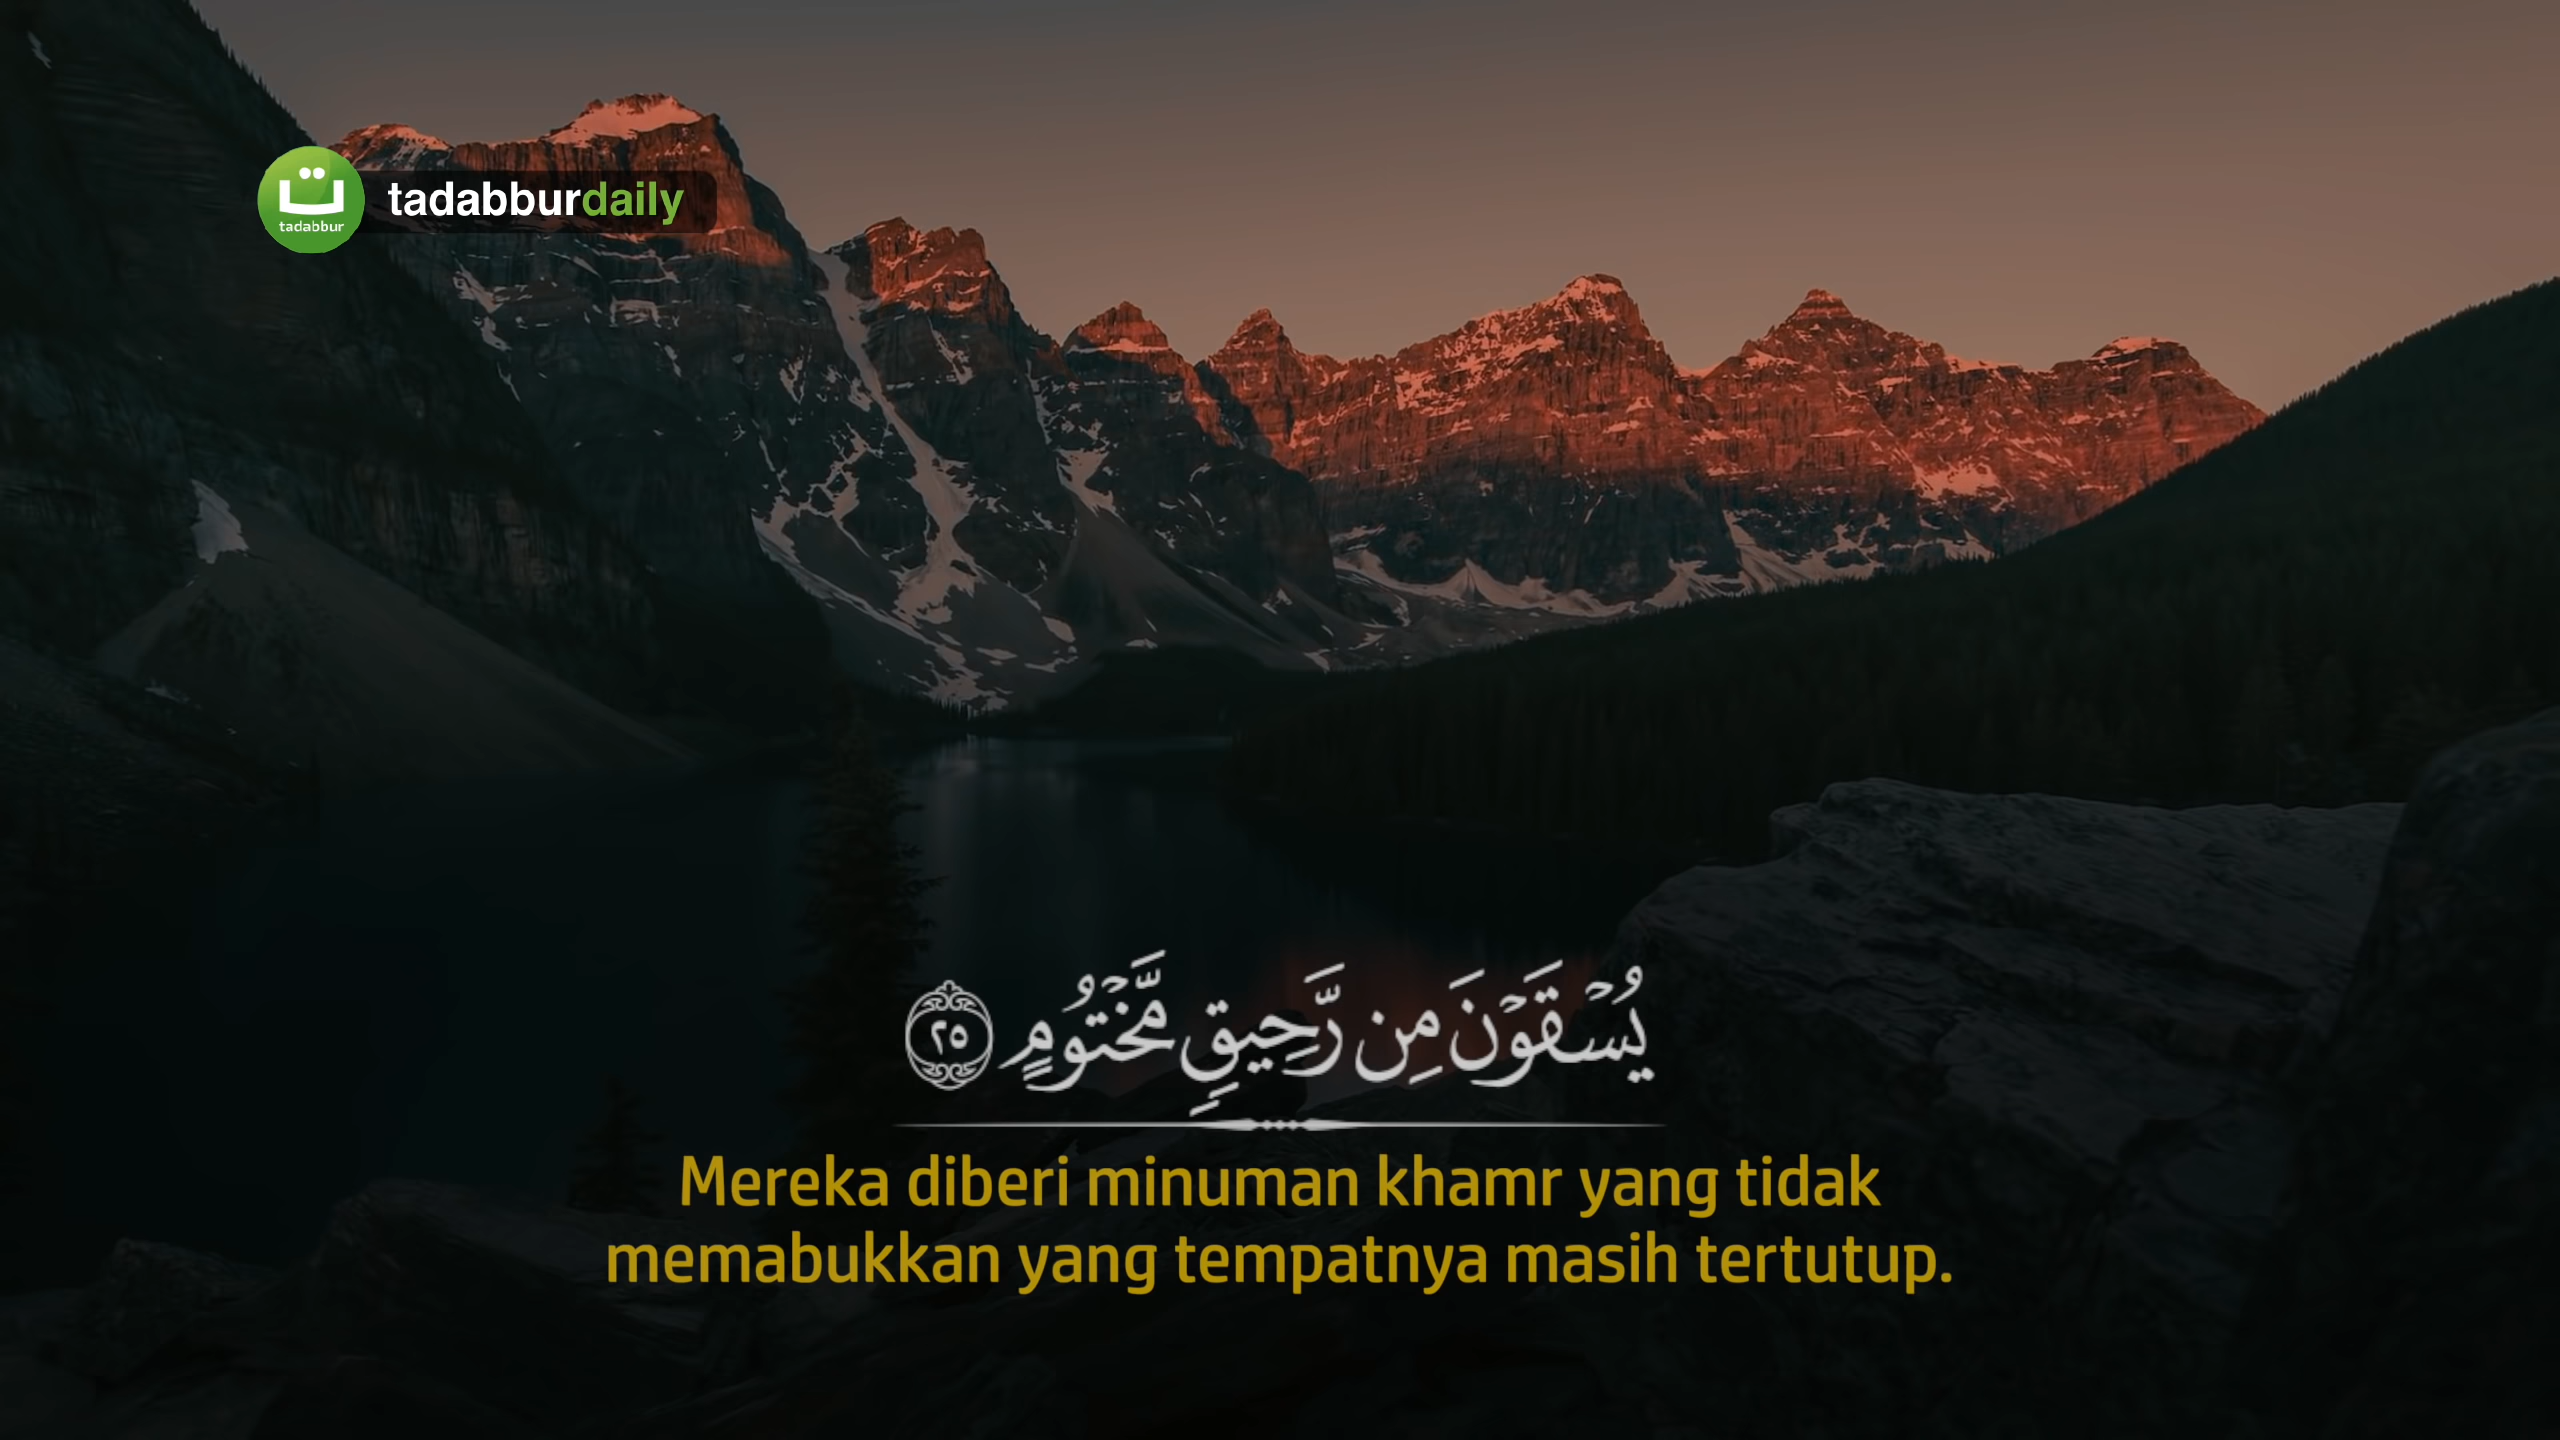 ت
tadabbur
tadabburdaily
يُسۡقَوۡنَ مِن رَّحِيقٖ مَّخۡتُومٍ ٢٥
Mereka diberi minuman khamr yang tidak
memabukkan yang tempatnya masih tertutup.